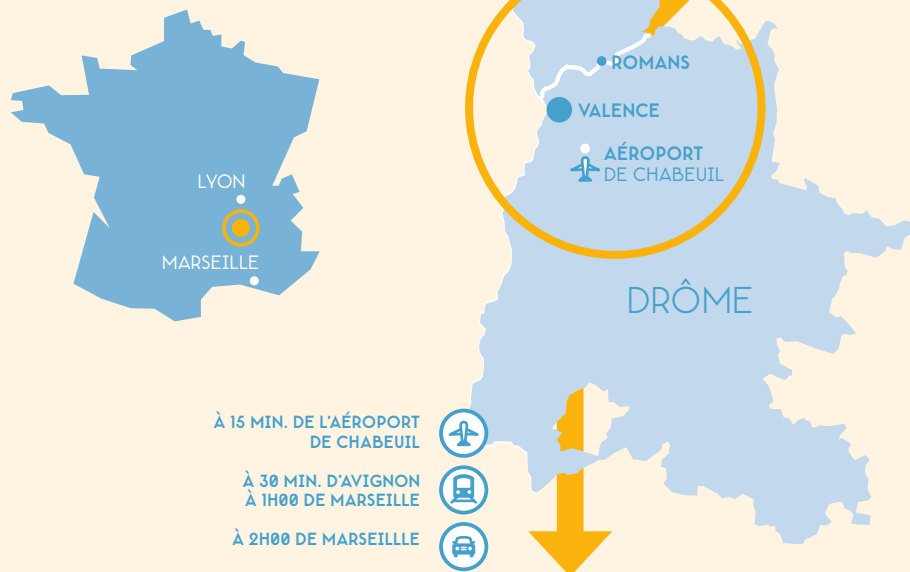 LYON
MARSEILLE
ROMANS
VALENCE
AÉROPORT
DE CHABEUIL
DRÔME
À 15 MIN. DE L'AÉROPORT
DE CHABEUIL
À 30 MIN. D'AVIGNON
À 1H00 DE MARSEILLE
À 2H00 DE MARSEILLLE